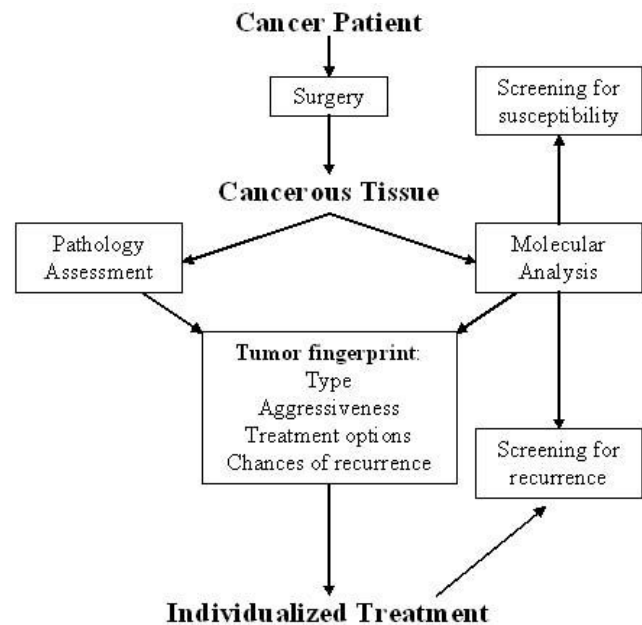 Cancer Patient
Surgery
Screening for
susceptibility
Cancerous Tissue
Pathology
Assessment
Molecular
Analysis
Tumor fingerprint:
Type
Aggressiveness
Treatment options
Chances of recurrence
Screening for
recurrence
Individualized Treatment